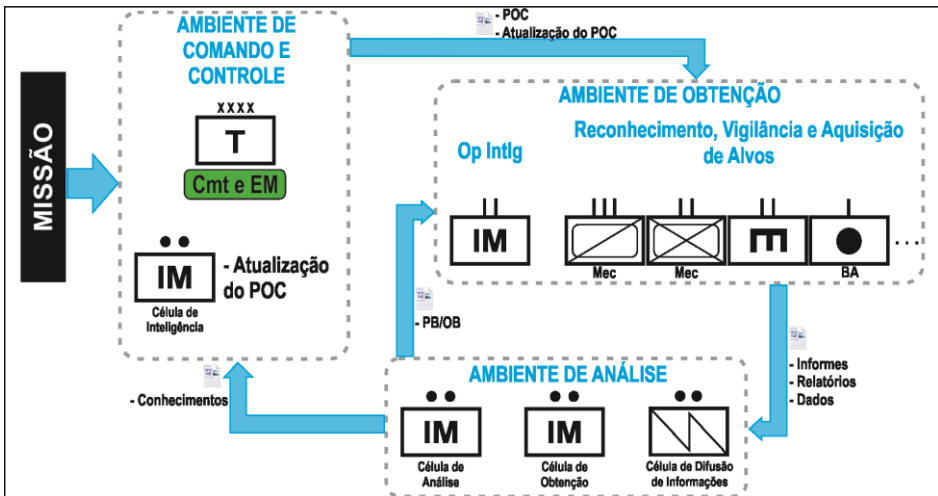 MISSÃO
AMBIENTE DE
COMANDO E
CONTROLE
xxxx
T
Cmt e EM
IM
- Atualização
do POC
Célula de
Inteligência
- POC
- Atualização do POC
AMBIENTE DE OBTENÇÃO
Op Intlg
Reconhecimento, Vigilância e Aquisição
de Alvos
IM
Mec
Mec
BA
...
- PB/OB
- Informes
- Relatórios
- Dados
- Conhecimentos
AMBIENTE DE ANÁLISE
IM
IM
Célula de
Análise
Célula de
Obtenção
Célula de Difusão
de Informações